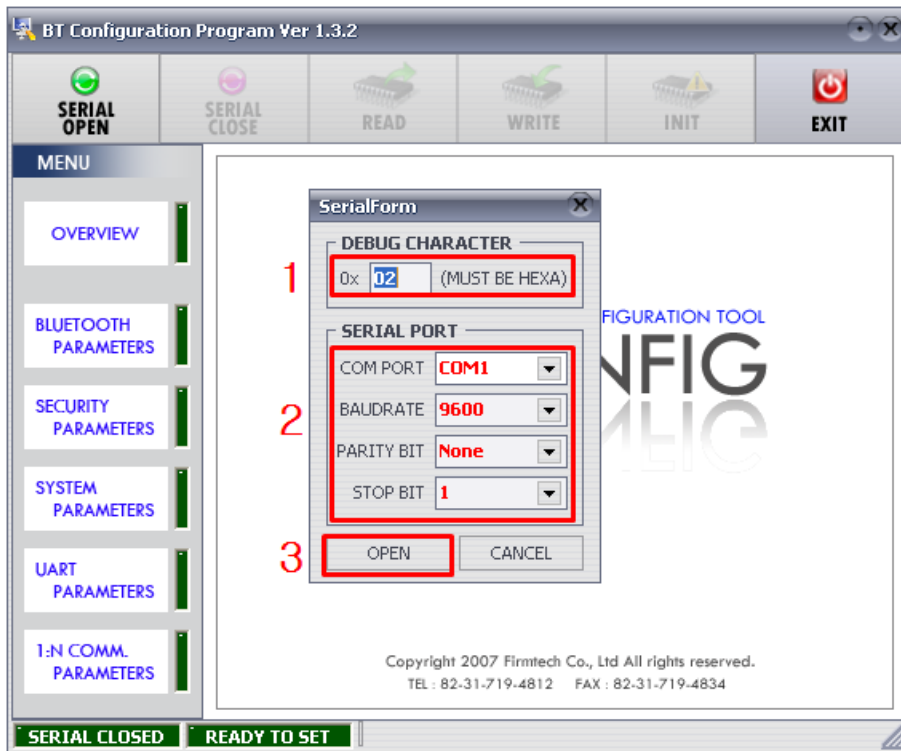 BT Configuration Program Ver 1.3.2
SERIAL OPEN
SERIAL CLOSE
READ
WRITE
INIT
EXIT
MENU
OVERVIEW
BLUETOOTH
PARAMETERS
SECURITY
PARAMETERS
SYSTEM
PARAMETERS
UART
PARAMETERS
1:N COMM.
PARAMETERS
SerialForm
DEBUG CHARACTER
1
0x 02 (MUST BE HEXA)
SERIAL PORT
2
COM PORT COM1
BAUDRATE 9600
PARITY BIT None
STOP BIT 1
3
OPEN CANCEL
FIGURATION TOOL
NFIG
Copyright 2007 Firmtech Co., Ltd All rights reserved.
TEL : 82-31-719-4812 FAX : 82-31-719-4834
SERIAL CLOSED READY TO SET